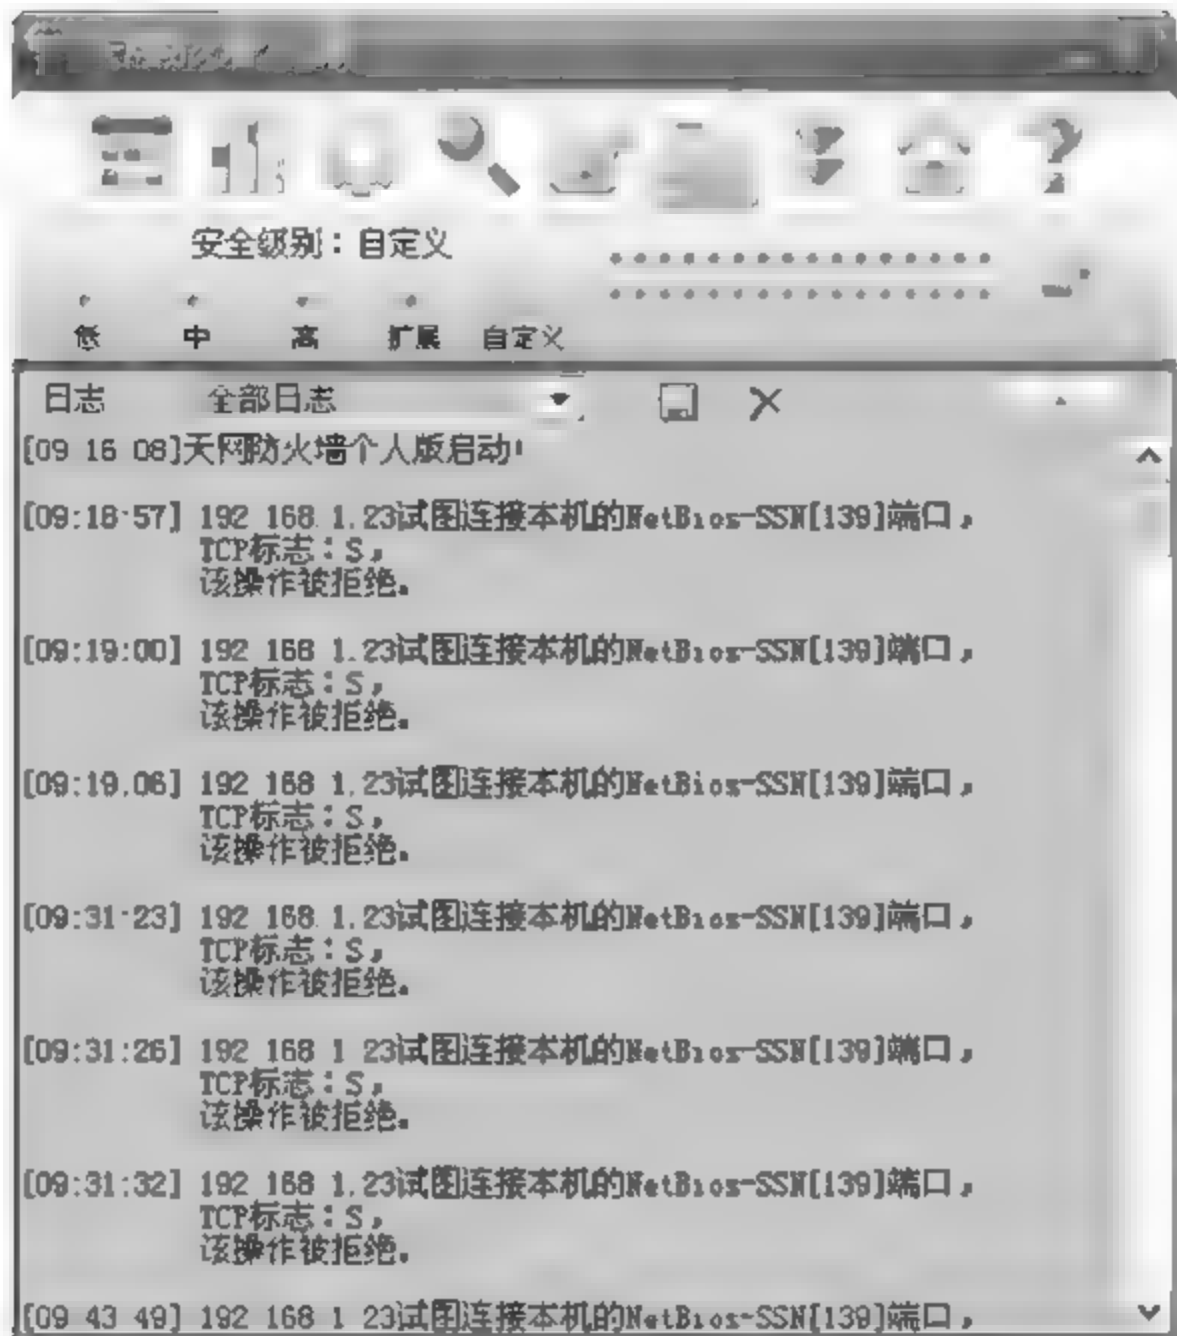 安全级别：自定义
低 中 高 扩展 自定义
日志 全部日志
[09 16 08]天网防火墙个人版启动!
[09:18:57] 192 168.1.23试图连接本机的NetBios-SSN[139]端口，
TCP标志：S，
该操作被拒绝。
[09:19:00] 192 168 1.23试图连接本机的NetBios-SSN[139]端口，
TCP标志：S，
该操作被拒绝。
[09:19.06] 192 168 1.23试图连接本机的NetBios-SSN[139]端口，
TCP标志：S，
该操作被拒绝。
[09:31:23] 192 168.1.23试图连接本机的NetBios-SSN[139]端口，
TCP标志：S，
该操作被拒绝。
[09:31:26] 192 168 1 23试图连接本机的NetBios-SSN[139]端口，
TCP标志：S，
该操作被拒绝。
[09:31:32] 192 168 1.23试图连接本机的NetBios-SSN[139]端口，
TCP标志：S，
该操作被拒绝。
[09 43 49] 192 168 1 23试图连接本机的NetBios-SSN[139]端口，